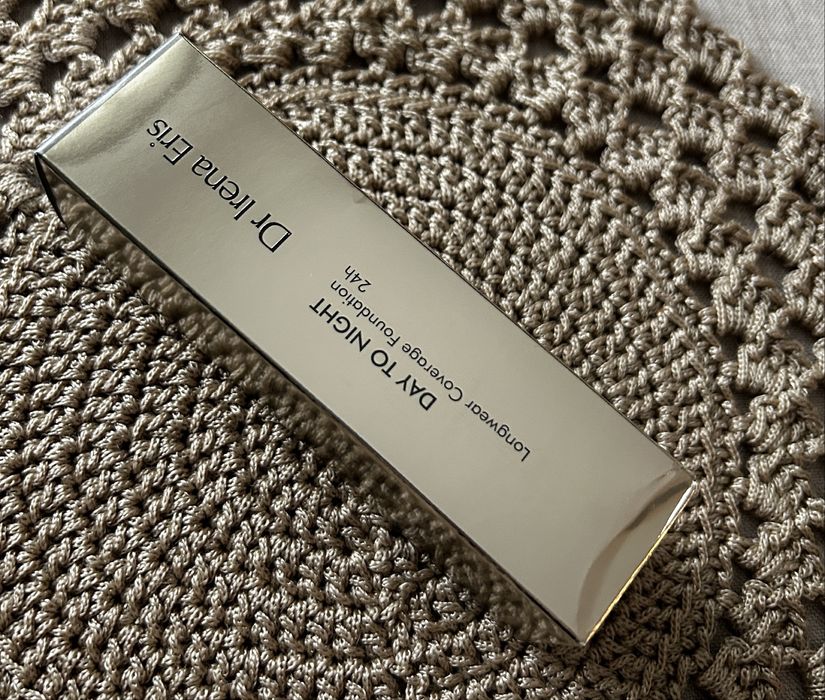 Dr Irena Eris
DAY TO NIGHT
Longwear Coverage Foundation
24h